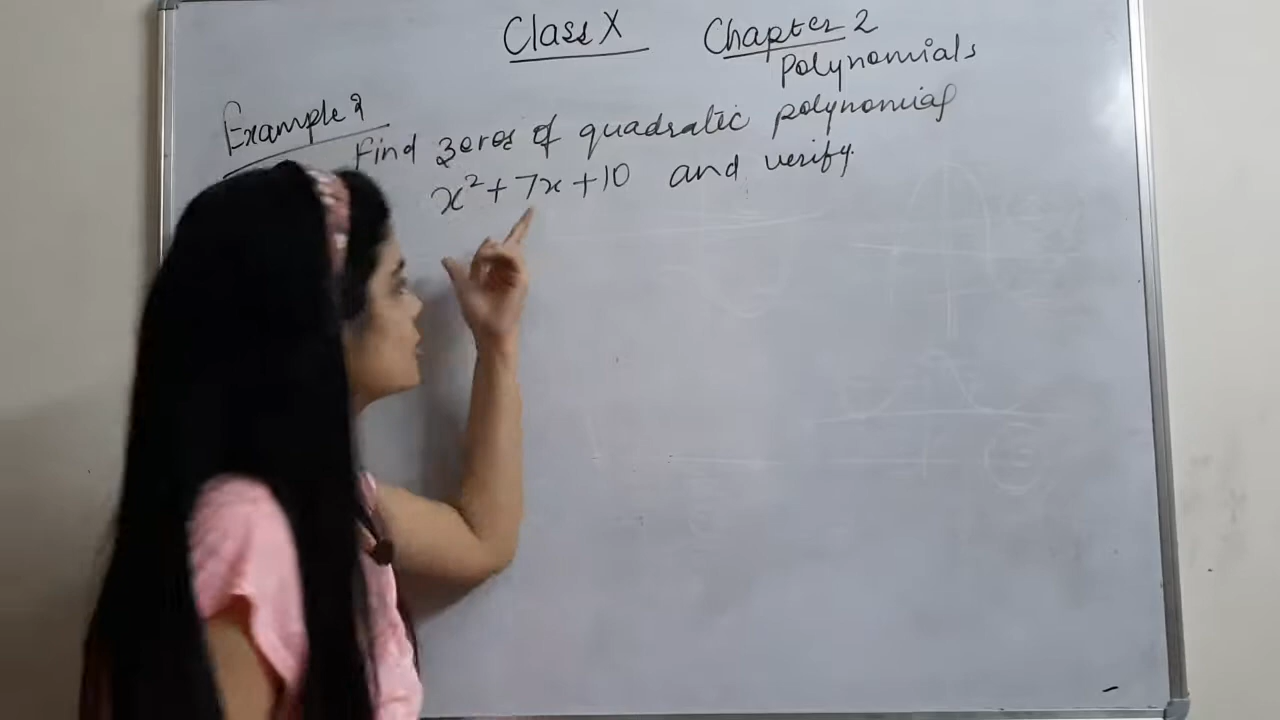 Class X Chapter 2
Polynomials
Example 2
Find zeros of quadratic polynomial
x² + 7x + 10 and verify.